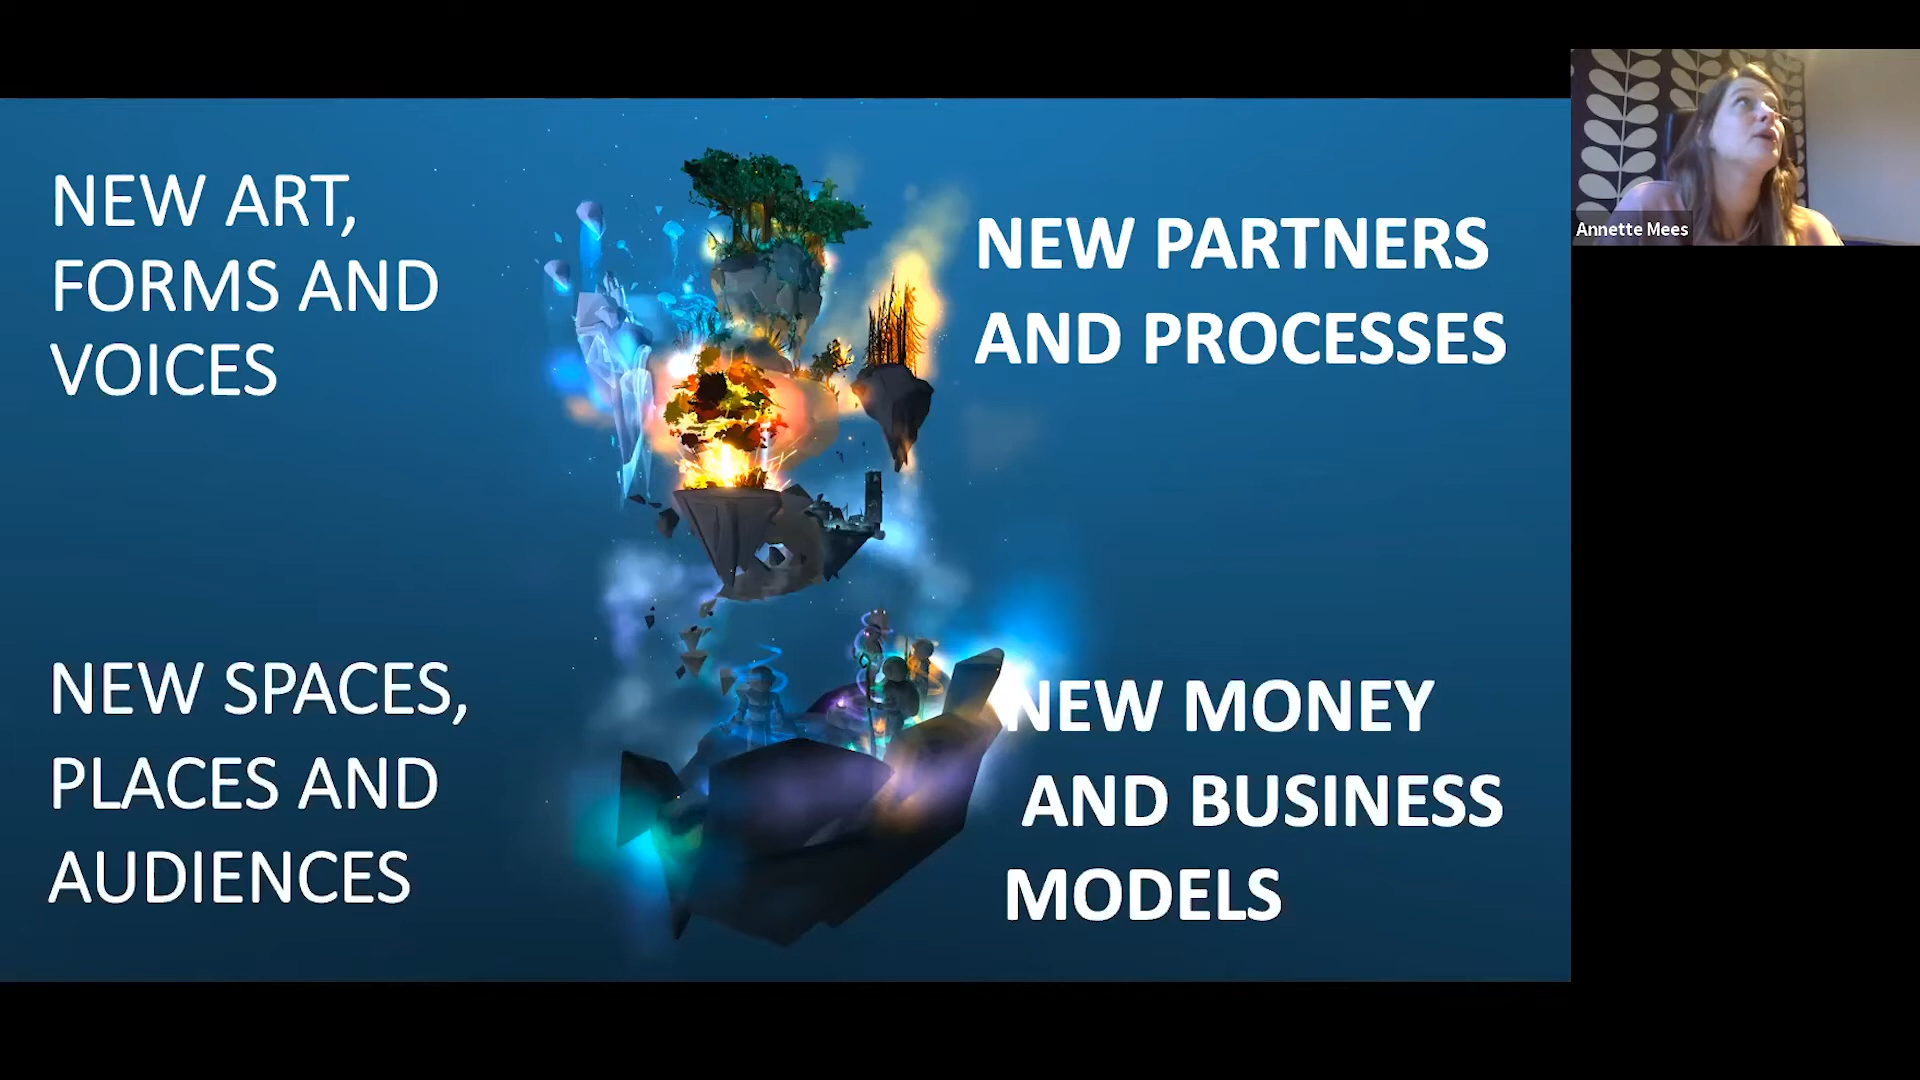 NEW ART,
FORMS AND
VOICES
NEW PARTNERS
AND PROCESSES
NEW SPACES,
PLACES AND
AUDIENCES
NEW MONEY
AND BUSINESS
MODELS
Annette Mees